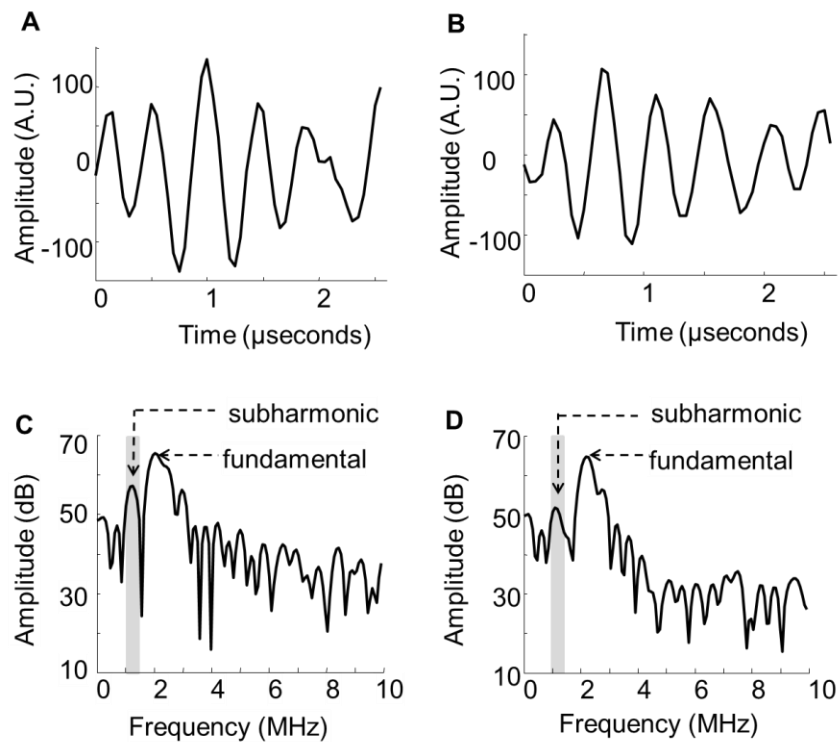 A
Amplitude (A.U.)
100
0
-100
0 1 2
Time (µseconds)
B
Amplitude (A.U.)
100
0
-100
0 1 2
Time (µseconds)
C
subharmonic
fundamental
Amplitude (dB)
70
50
30
10
0 2 4 6 8 10
Frequency (MHz)
D
subharmonic
fundamental
Amplitude (dB)
70
50
30
10
0 2 4 6 8 10
Frequency (MHz)